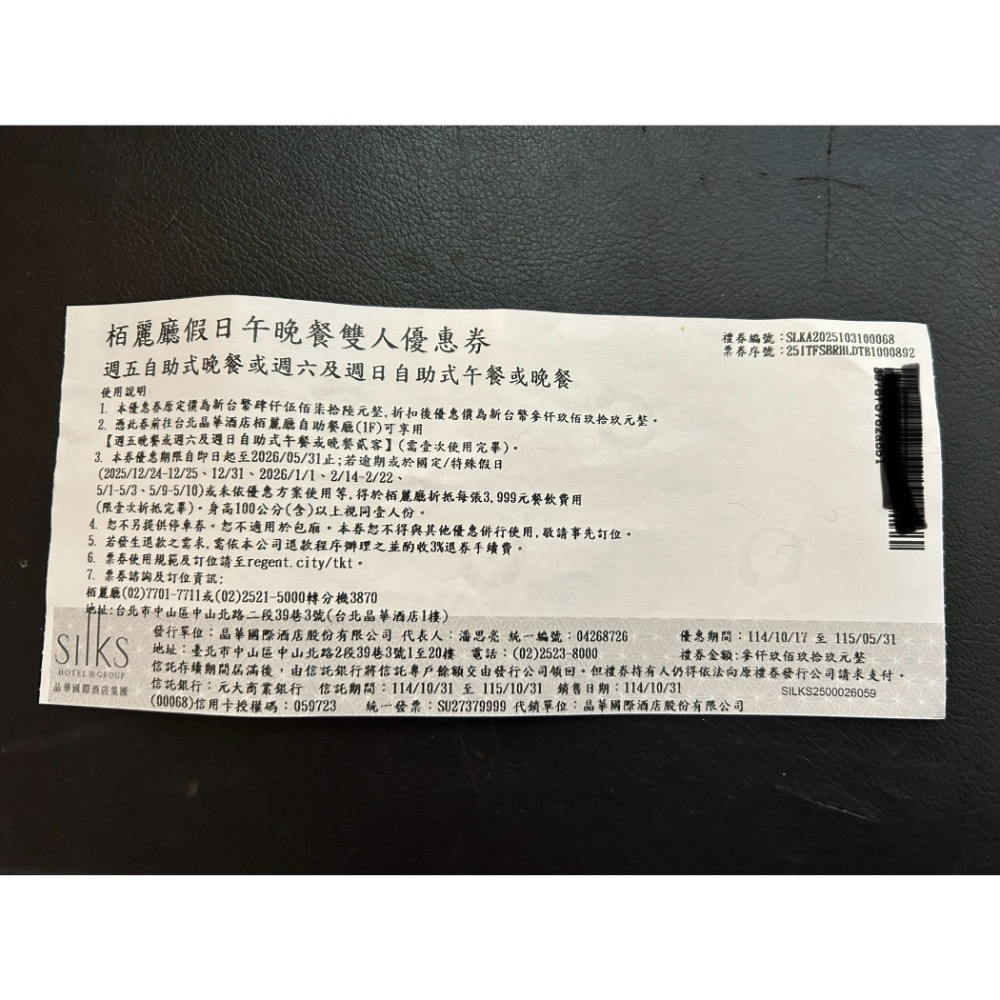 栢麗廳假日午晚餐雙人優惠券
週五自助式晚餐或週六及週日自助式午餐或晚餐
禮券編號：SLKA2025103100068
票券序號：25ITFSBRHLDTB1000892
使用說明
1. 本優惠券原定價為新台幣肆仟伍佰柒拾陸元整,折扣後優惠價為新台幣參仟玖佰玖拾玖元整。
2. 憑此券前往台北晶華酒店栢麗廳自助餐廳(1F)可享用
【週五晚餐或週六及週日自助式午餐或晚餐貳客】(需壹次使用完畢)。
3. 本券優惠期限自即日起至2026/05/31止;若逾期或於國定/特殊假日
(2025/12/24-12/25、12/31、2026/1/1、2/14-2/22、
5/1-5/3、5/9-5/10)或未依優惠方案使用等,得於栢麗廳折抵每張3,999元餐飲費用
(限壹次折抵完畢)。身高100公分(含)以上視同壹人份。
4. 恕不另提供停車券。恕不適用於包廂。本券恕不得與其他優惠併行使用,敬請事先訂位。
5. 若發生退款之需求,需依本公司退款程序辦理之並酌收3%退券手續費。
6. 票券使用規範及訂位請至regent.city/tkt。
7. 票券諮詢及訂位資訊：
栢麗廳(02)7701-7711或(02)2521-5000轉分機3870
地址:台北市中山區中山北路二段39巷3號(台北晶華酒店1樓)
SILKS
HOTEL GROUP
晶華國際酒店集團
發行單位：晶華國際酒店股份有限公司 代表人：潘思亮 統一編號：04268726 優惠期間：114/10/17 至 115/05/31
地址：臺北市中山區中山北路2段39巷3號1至20樓 電話：(02)2523-8000 禮券金額:參仟玖佰玖拾玖元整
信託存續期間屆滿後，由信託銀行將信託專戶餘額交由發行公司領回。但禮券持有人仍得依法向原禮券發行公司請求支付。
信託銀行：元大商業銀行 信託期間：114/10/31 至 115/10/31 銷售日期：114/10/31 SILKS2500026059
(00068)信用卡授權碼：059723 統一發票：SU27379999 代銷單位：晶華國際酒店股份有限公司